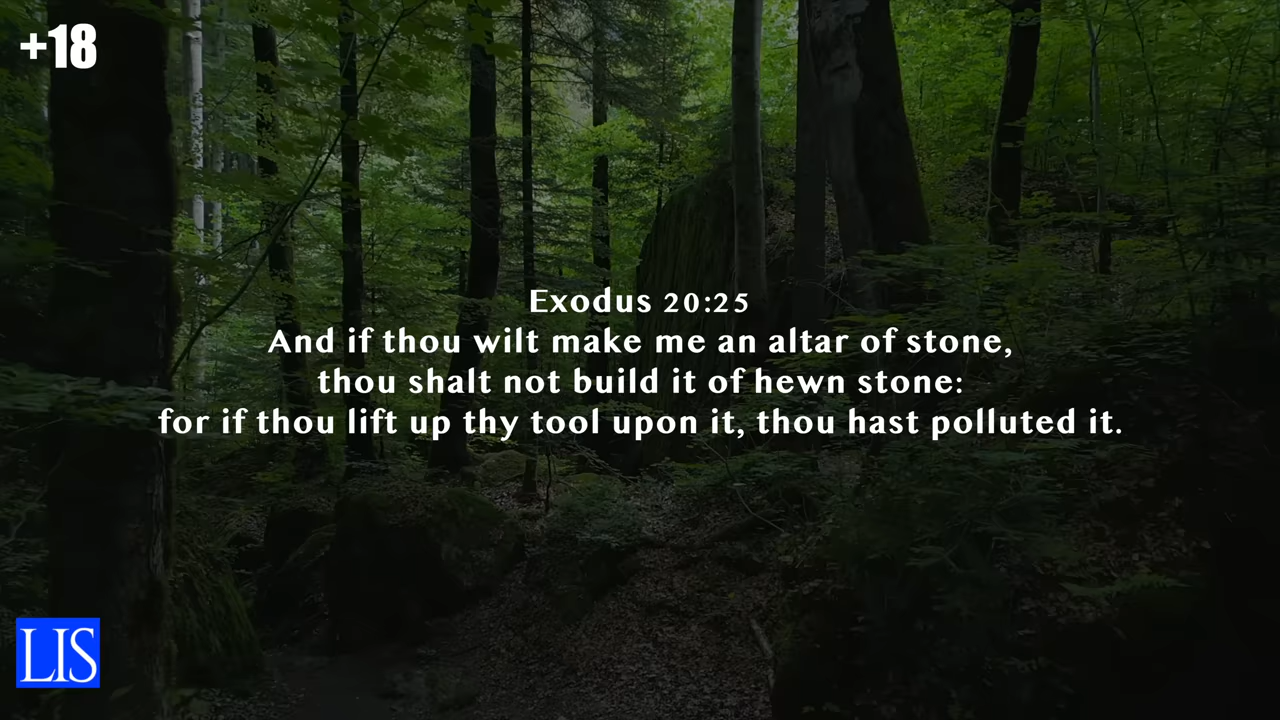 +18
Exodus 20:25
And if thou wilt make me an altar of stone,
thou shalt not build it of hewn stone:
for if thou lift up thy tool upon it, thou hast polluted it.
LIS